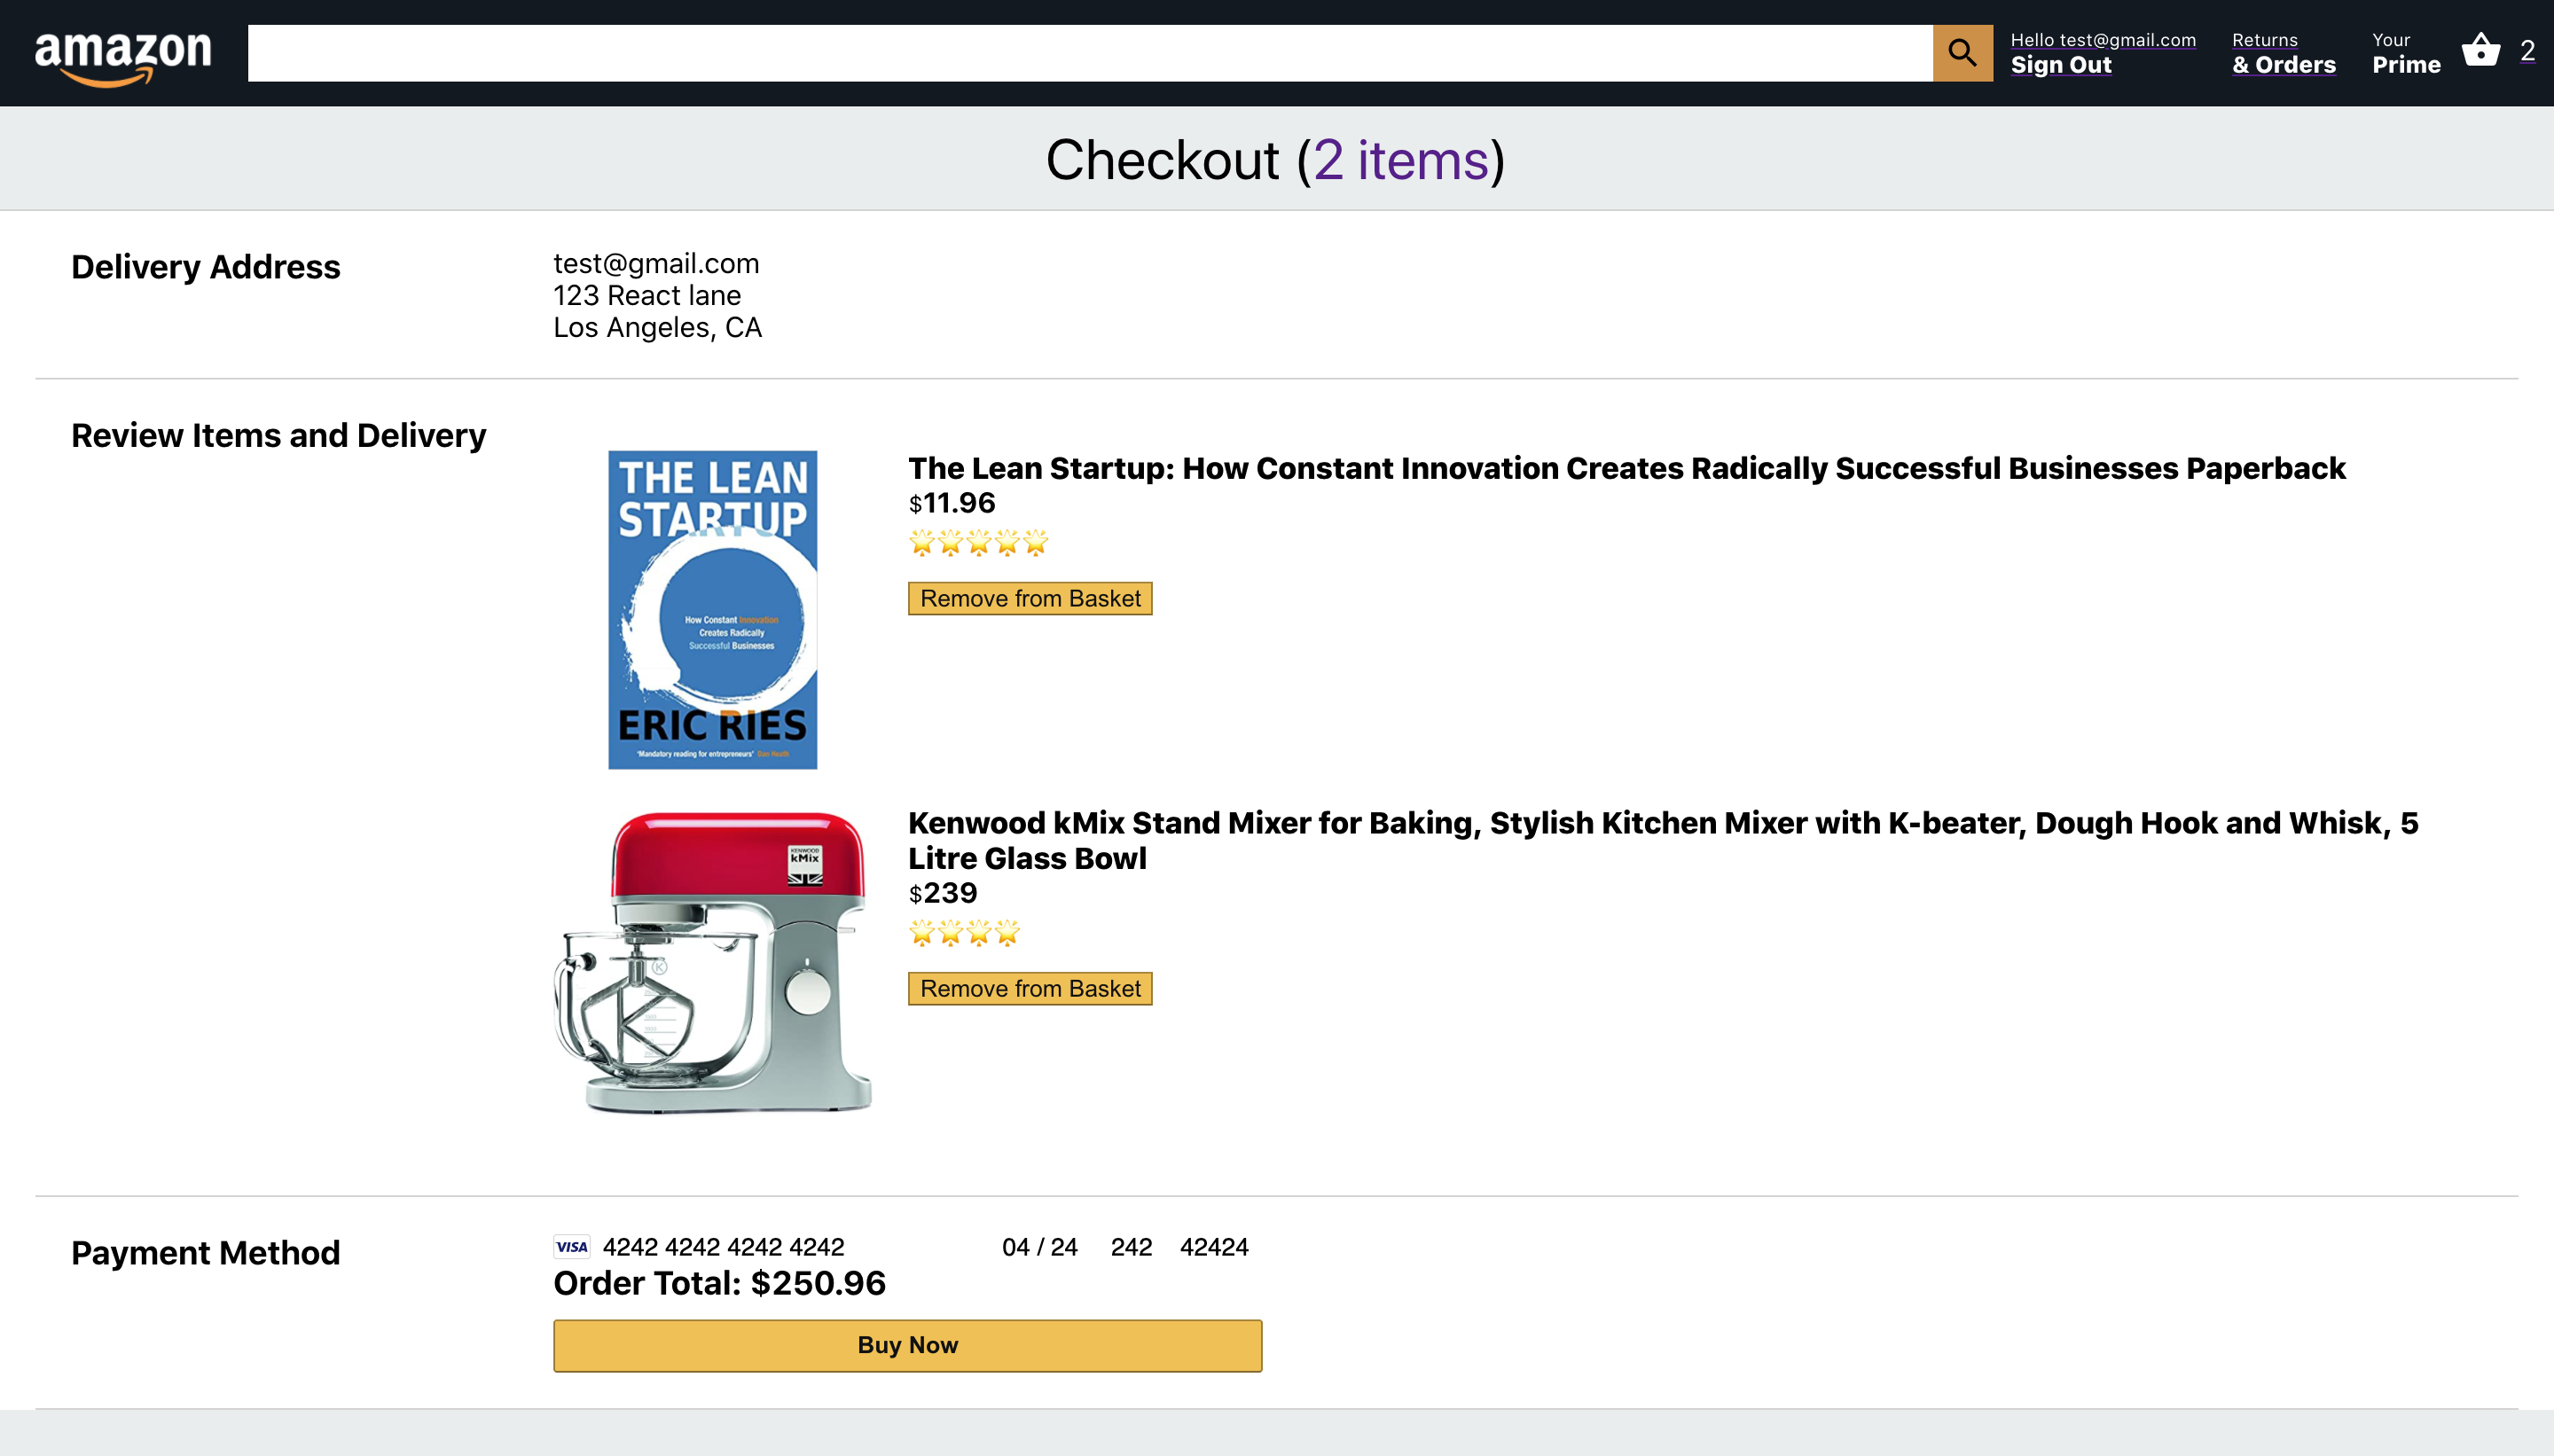 amazon
Hello test@gmail.com
Sign Out
Returns
& Orders
Your
Prime
2
Checkout (2 items)
Delivery Address
test@gmail.com
123 React lane
Los Angeles, CA
Review Items and Delivery
THE LEAN
STARTUP
How Constant Innovation
Creates Radically
Successful Businesses
ERIC RIES
'Mandatory reading for entrepreneurs' Dan Heath
The Lean Startup: How Constant Innovation Creates Radically Successful Businesses Paperback
$11.96
Remove from Basket
KENWOOD
kMix
K
Kenwood kMix Stand Mixer for Baking, Stylish Kitchen Mixer with K-beater, Dough Hook and Whisk, 5
Litre Glass Bowl
$239
Remove from Basket
Payment Method
VISA 4242 4242 4242 4242 04 / 24 242 42424
Order Total: $250.96
Buy Now